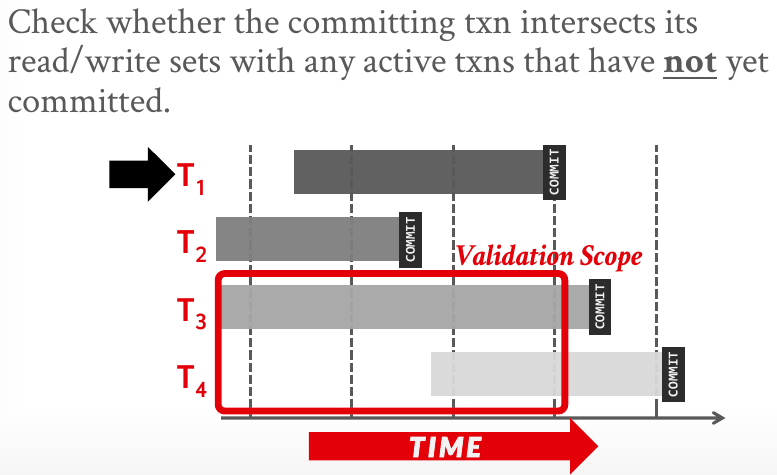 Check whether the committing txn intersects its
read/write sets with any active txns that have not yet
committed.
T1
COMMIT
T2
COMMIT
Validation Scope
T3
COMMIT
T4
COMMIT
TIME